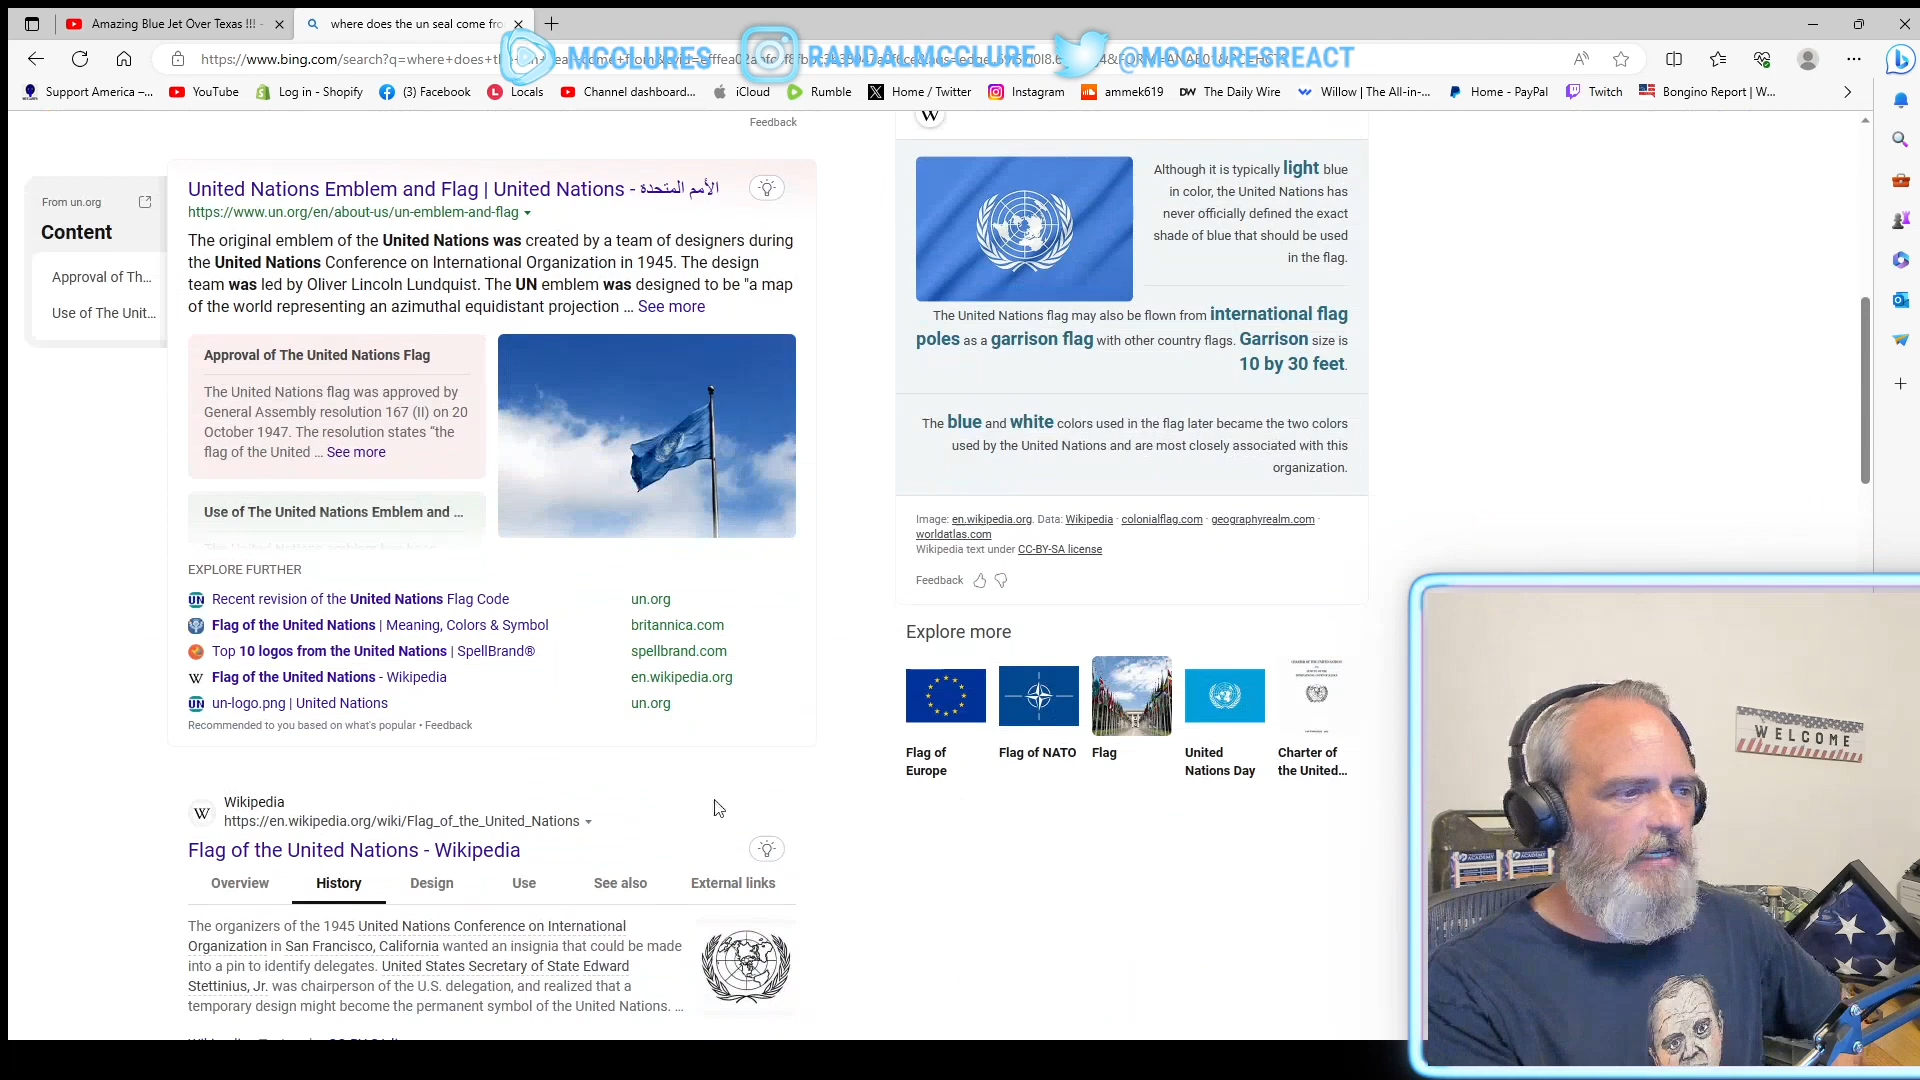 Amazing Blue Jet Over Texas !!! -
where does the un seal come fro
https://www.bing.com/search?q=where+does+t
MCCLURES
RANDALMCCLURE
@MCCLURESREACT
Support America –...
YouTube
Log in - Shopify
(3) Facebook
Locals
Channel dashboard...
iCloud
Rumble
Home / Twitter
Instagram
ammek619
DW The Daily Wire
Willow | The All-in-...
Home - PayPal
Twitch
Bongino Report | W...
Feedback
From un.org
Content
Approval of Th...
Use of The Unit...
United Nations Emblem and Flag | United Nations - الأمم المتحدة
https://www.un.org/en/about-us/un-emblem-and-flag
The original emblem of the United Nations was created by a team of designers during
the United Nations Conference on International Organization in 1945. The design
team was led by Oliver Lincoln Lundquist. The UN emblem was designed to be "a map
of the world representing an azimuthal equidistant projection ... See more
Approval of The United Nations Flag
The United Nations flag was approved by
General Assembly resolution 167 (II) on 20
October 1947. The resolution states “the
flag of the United ... See more
Use of The United Nations Emblem and ...
EXPLORE FURTHER
UN Recent revision of the United Nations Flag Code un.org
Flag of the United Nations | Meaning, Colors & Symbol britannica.com
Top 10 logos from the United Nations | SpellBrand® spellbrand.com
W Flag of the United Nations - Wikipedia en.wikipedia.org
UN un-logo.png | United Nations un.org
Recommended to you based on what's popular • Feedback
W
Wikipedia
https://en.wikipedia.org/wiki/Flag_of_the_United_Nations
Flag of the United Nations - Wikipedia
Overview History Design Use See also External links
The organizers of the 1945 United Nations Conference on International
Organization in San Francisco, California wanted an insignia that could be made
into a pin to identify delegates. United States Secretary of State Edward
Stettinius, Jr. was chairperson of the U.S. delegation, and realized that a
temporary design might become the permanent symbol of the United Nations. ...
W
Although it is typically light blue
in color, the United Nations has
never officially defined the exact
shade of blue that should be used
in the flag.
The United Nations flag may also be flown from international flag
poles as a garrison flag with other country flags. Garrison size is
10 by 30 feet.
The blue and white colors used in the flag later became the two colors
used by the United Nations and are most closely associated with this
organization.
Image: en.wikipedia.org. Data: Wikipedia · colonialflag.com · geographyrealm.com ·
worldatlas.com
Wikipedia text under CC-BY-SA license
Feedback
Explore more
Flag of
Europe
Flag of NATO
Flag
United
Nations Day
Charter of
the United...
WELCOME
ACADEMY
ACADEMY